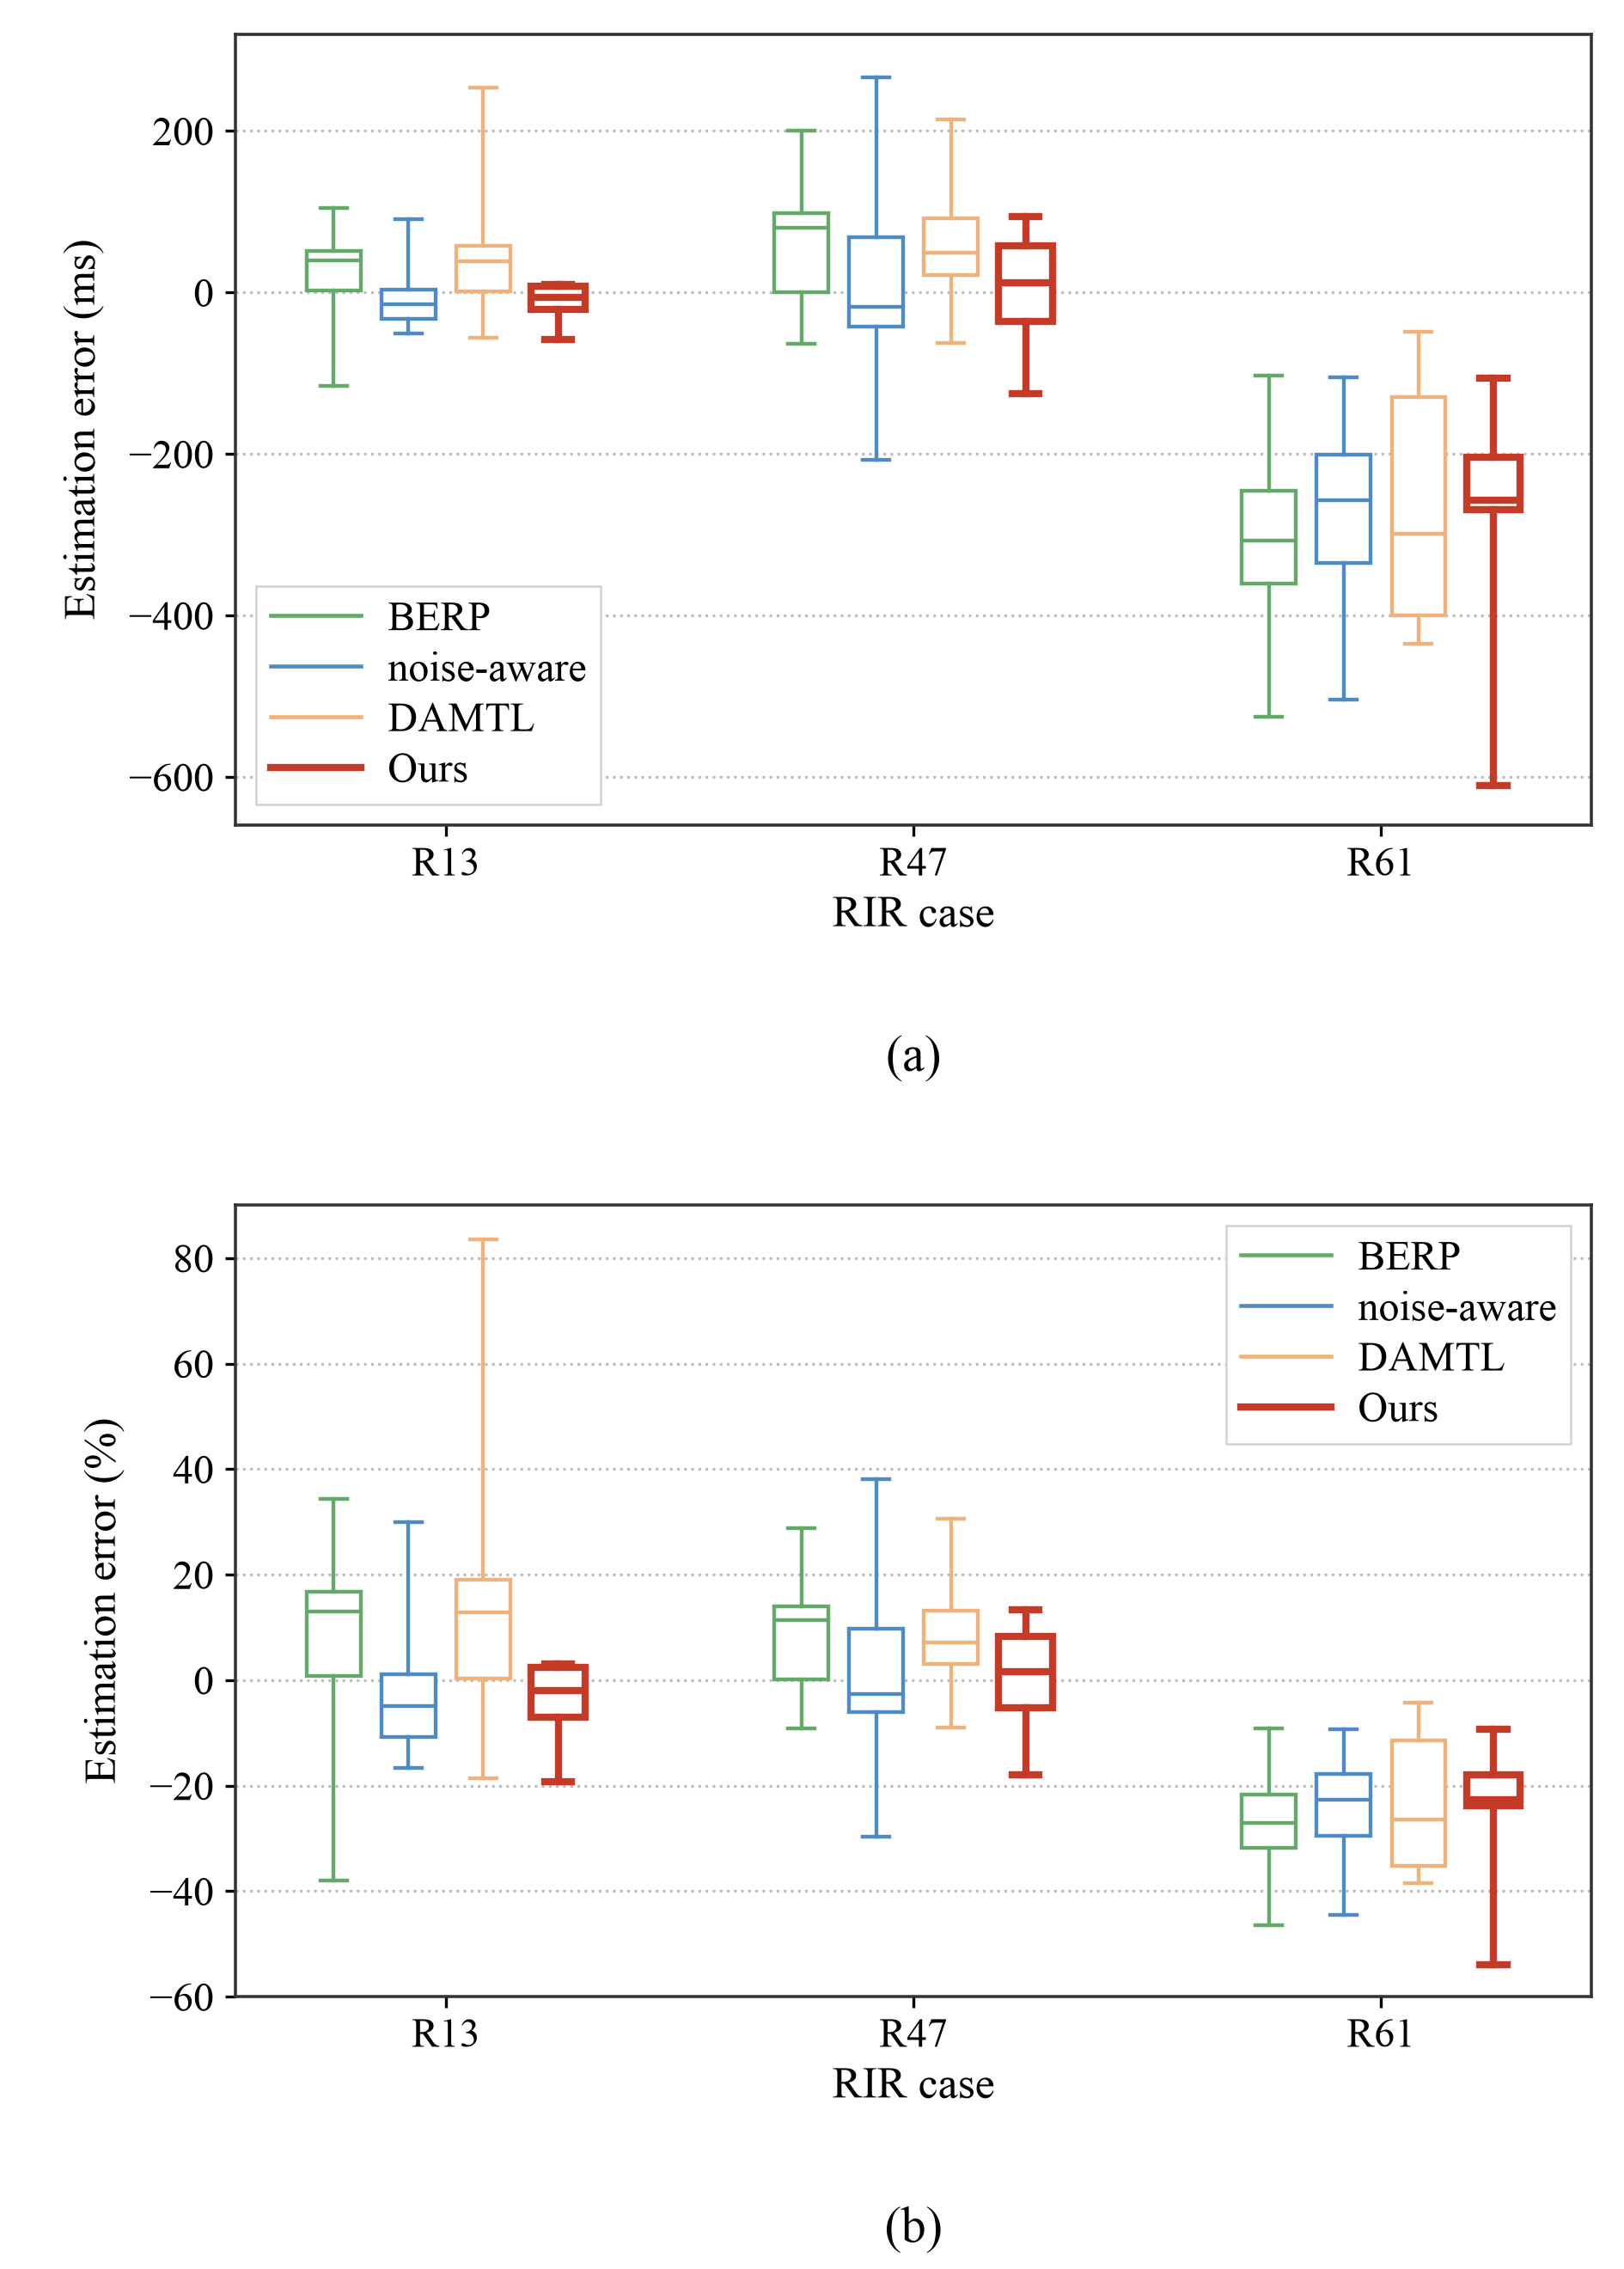 Estimation error (ms)
200
0
−200
−400
−600
BERP
noise-aware
DAMTL
Ours
R13
R47
R61
RIR case
(a)
Estimation error (%)
80
60
40
20
0
−20
−40
−60
BERP
noise-aware
DAMTL
Ours
R13
R47
R61
RIR case
(b)